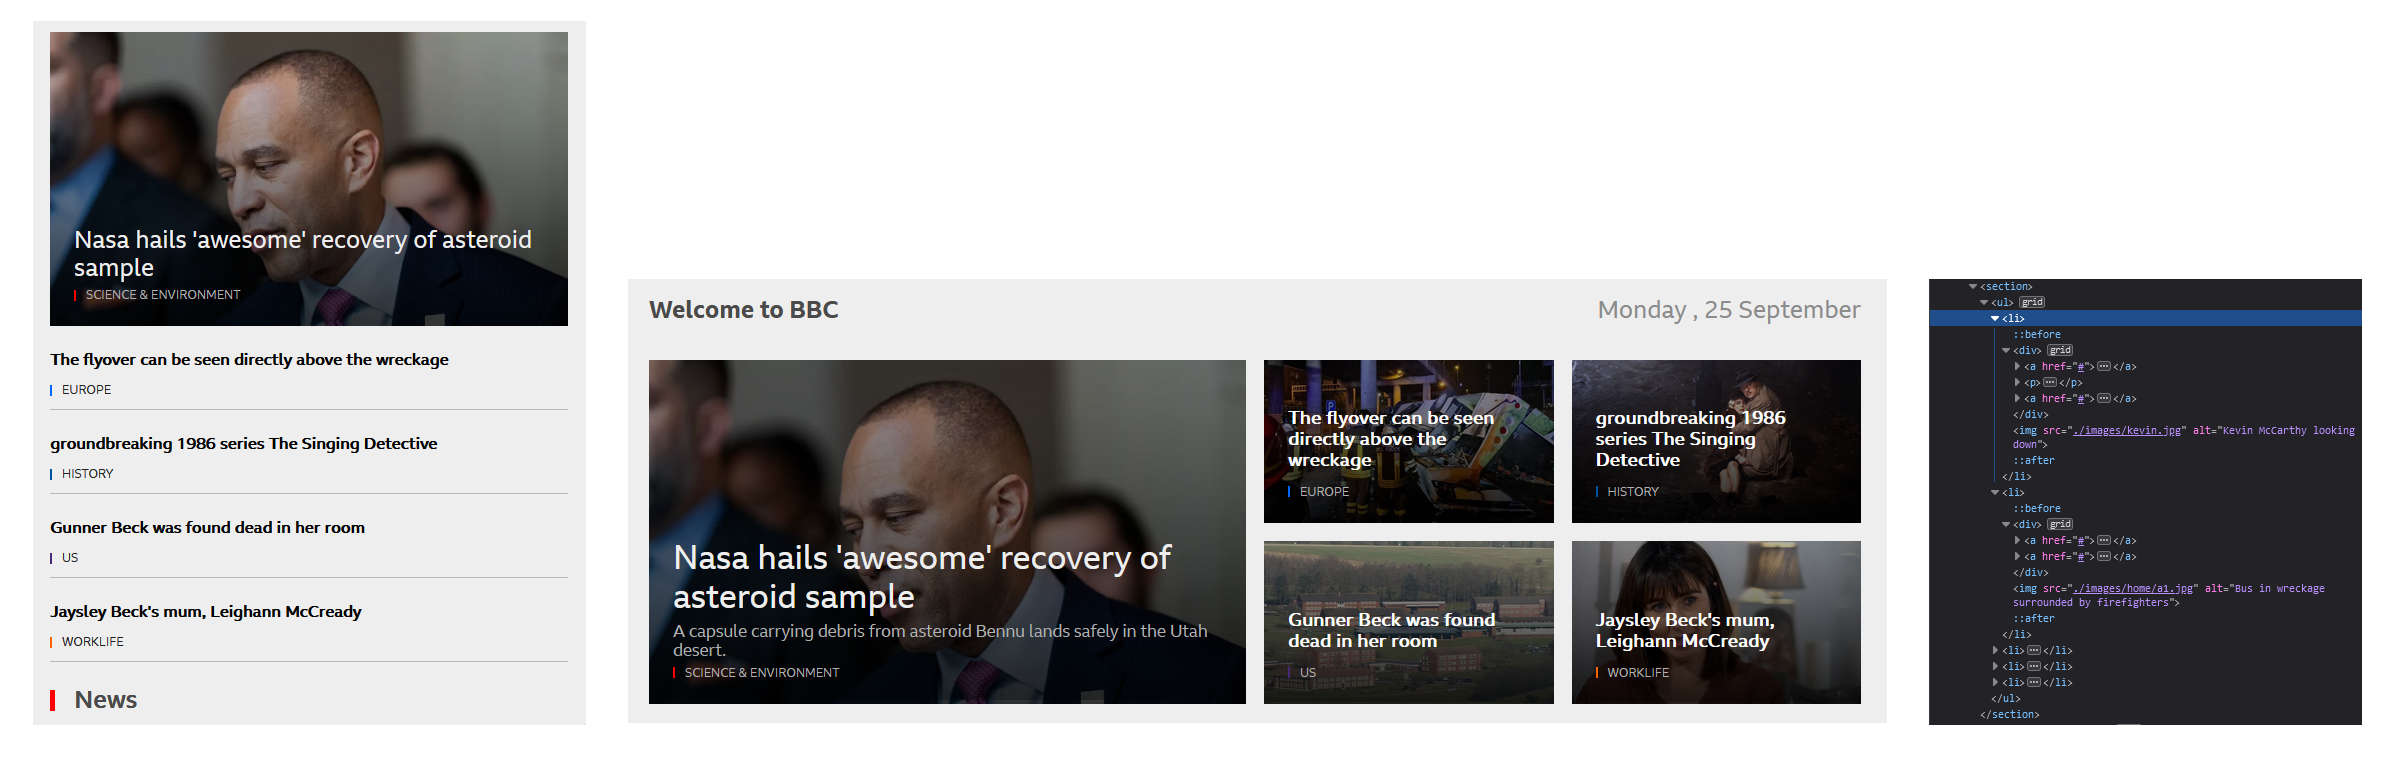 Nasa hails 'awesome' recovery of asteroid
sample
SCIENCE & ENVIRONMENT
The flyover can be seen directly above the wreckage
EUROPE
groundbreaking 1986 series The Singing Detective
HISTORY
Gunner Beck was found dead in her room
US
Jaysley Beck's mum, Leighann McCready
WORKLIFE
News
Welcome to BBC
Monday , 25 September
Nasa hails 'awesome' recovery of
asteroid sample
A capsule carrying debris from asteroid Bennu lands safely in the Utah
desert.
SCIENCE & ENVIRONMENT
The flyover can be seen
directly above the
wreckage
EUROPE
groundbreaking 1986
series The Singing
Detective
HISTORY
Gunner Beck was found
dead in her room
US
Jaysley Beck's mum,
Leighann McCready
WORKLIFE
<section>
<ul> grid
<li>
::before
<div> grid
<a href="#"> ... </a>
<p> ... </p>
<a href="#"> ... </a>
</div>
<img src="./images/kevin.jpg" alt="Kevin McCarthy looking
down">
::after
</li>
<li>
::before
<div> grid
<a href="#"> ... </a>
<a href="#"> ... </a>
</div>
<img src="./images/home/a1.jpg" alt="Bus in wreckage
surrounded by firefighters">
::after
</li>
<li> ... </li>
<li> ... </li>
<li> ... </li>
</ul>
</section>